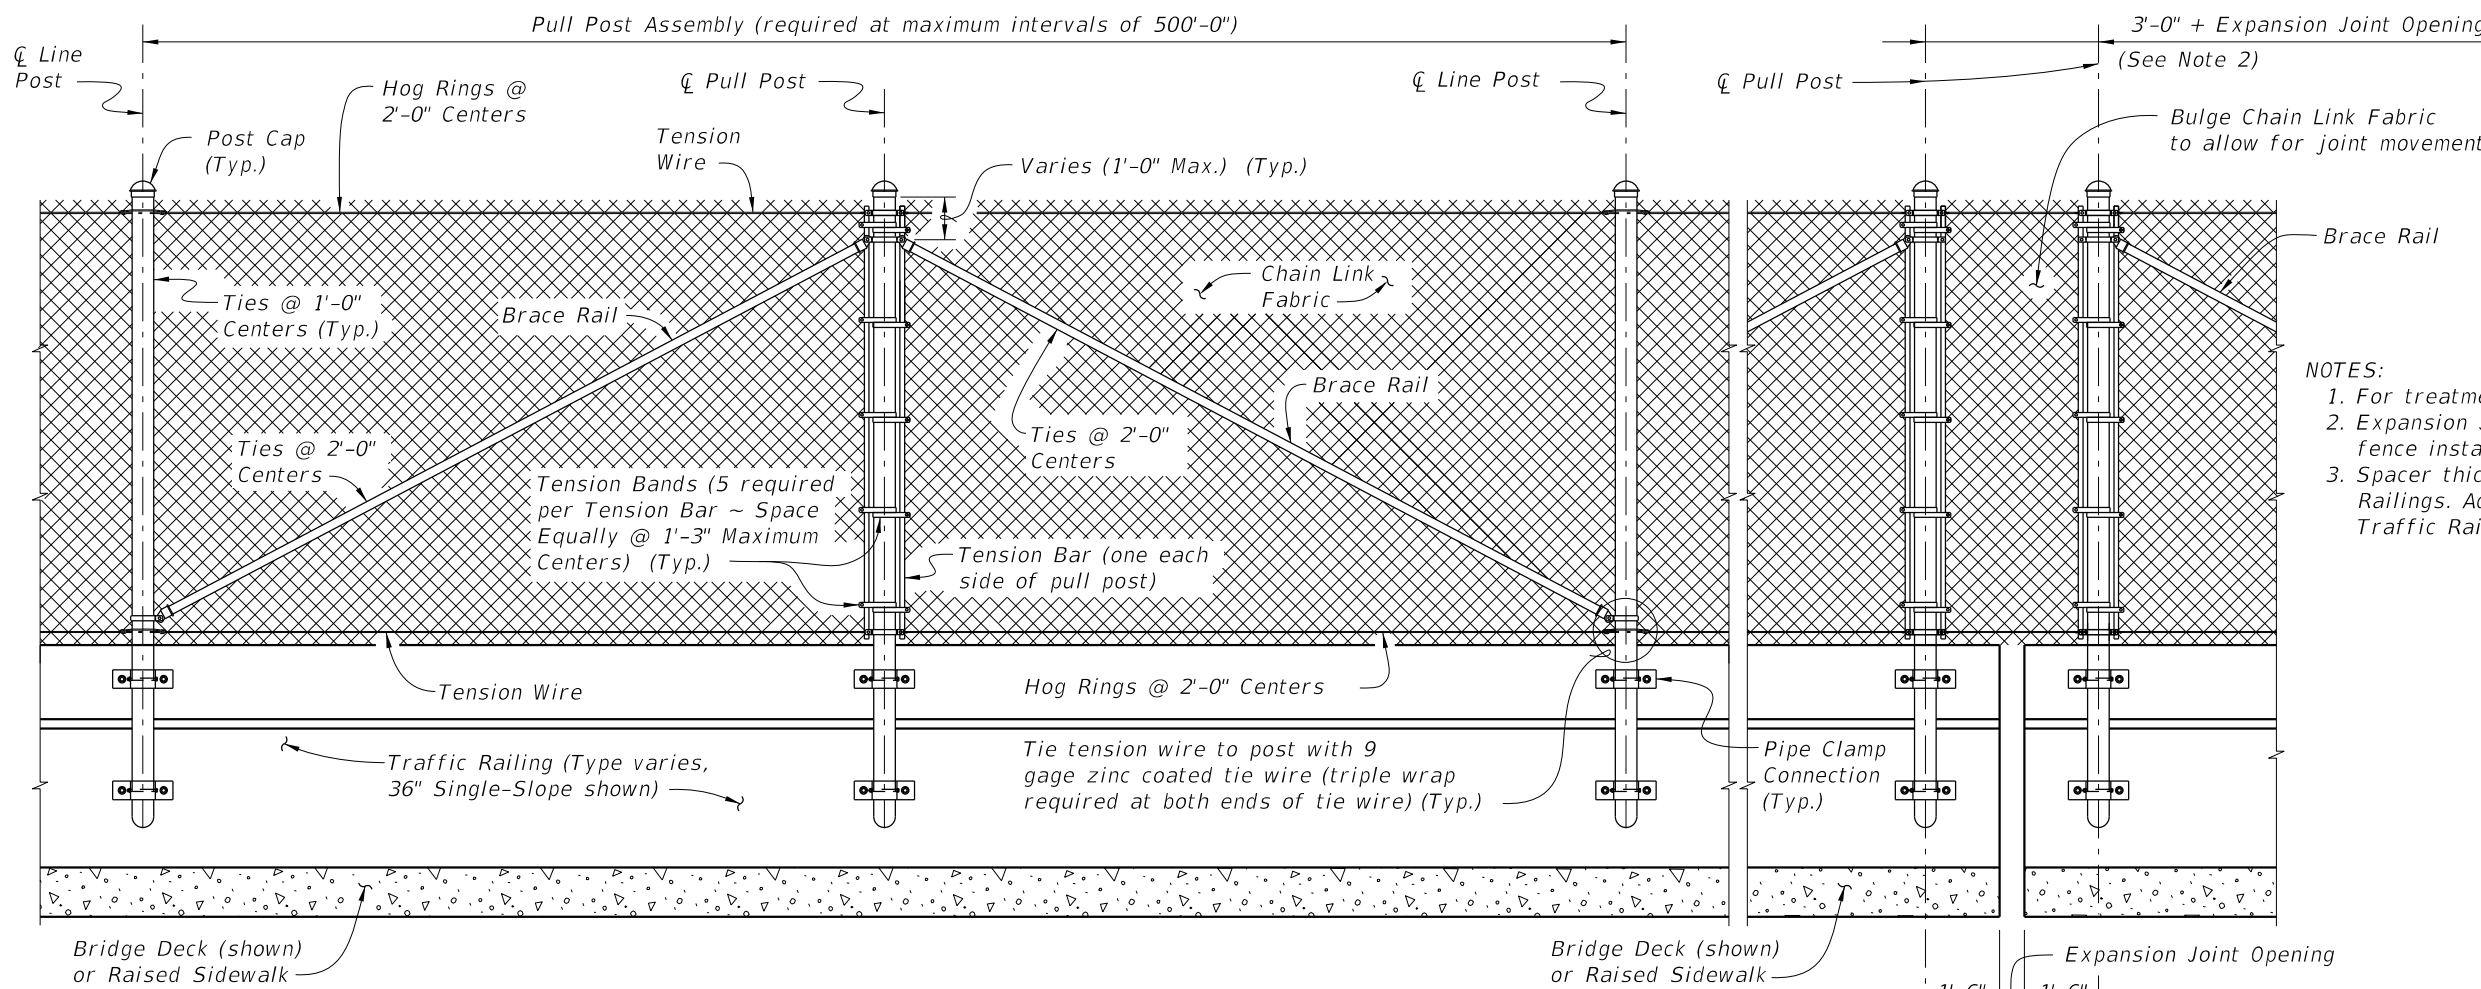 Pull Post Assembly (required at maximum intervals of 500'-0")
3'-0" + Expansion Joint Opening
(See Note 2)
℄ Line
Post
Hog Rings @
2'-0" Centers
℄ Pull Post
℄ Line Post
℄ Pull Post
Post Cap
(Typ.)
Tension
Wire
Varies (1'-0" Max.) (Typ.)
Bulge Chain Link Fabric
to allow for joint movement
Ties @ 1'-0"
Centers (Typ.)
Brace Rail
Chain Link
Fabric
Brace Rail
Brace Rail
Ties @ 2'-0"
Centers
Ties @ 2'-0"
Centers
Tension Bands (5 required
per Tension Bar ~ Space
Equally @ 1'-3" Maximum
Centers) (Typ.)
Tension Bar (one each
side of pull post)
NOTES:
1. For
2. Expansion
fence
3. Spacer
Railings.
Traffic
Tension Wire
Hog Rings @ 2'-0" Centers
Traffic Railing (Type varies,
36" Single-Slope shown)
Tie tension wire to post with 9
gage zinc coated tie wire (triple wrap
required at both ends of tie wire) (Typ.)
Pipe Clamp
Connection
(Typ.)
Bridge Deck (shown)
or Raised Sidewalk
Bridge Deck (shown)
or Raised Sidewalk
Expansion Joint Opening